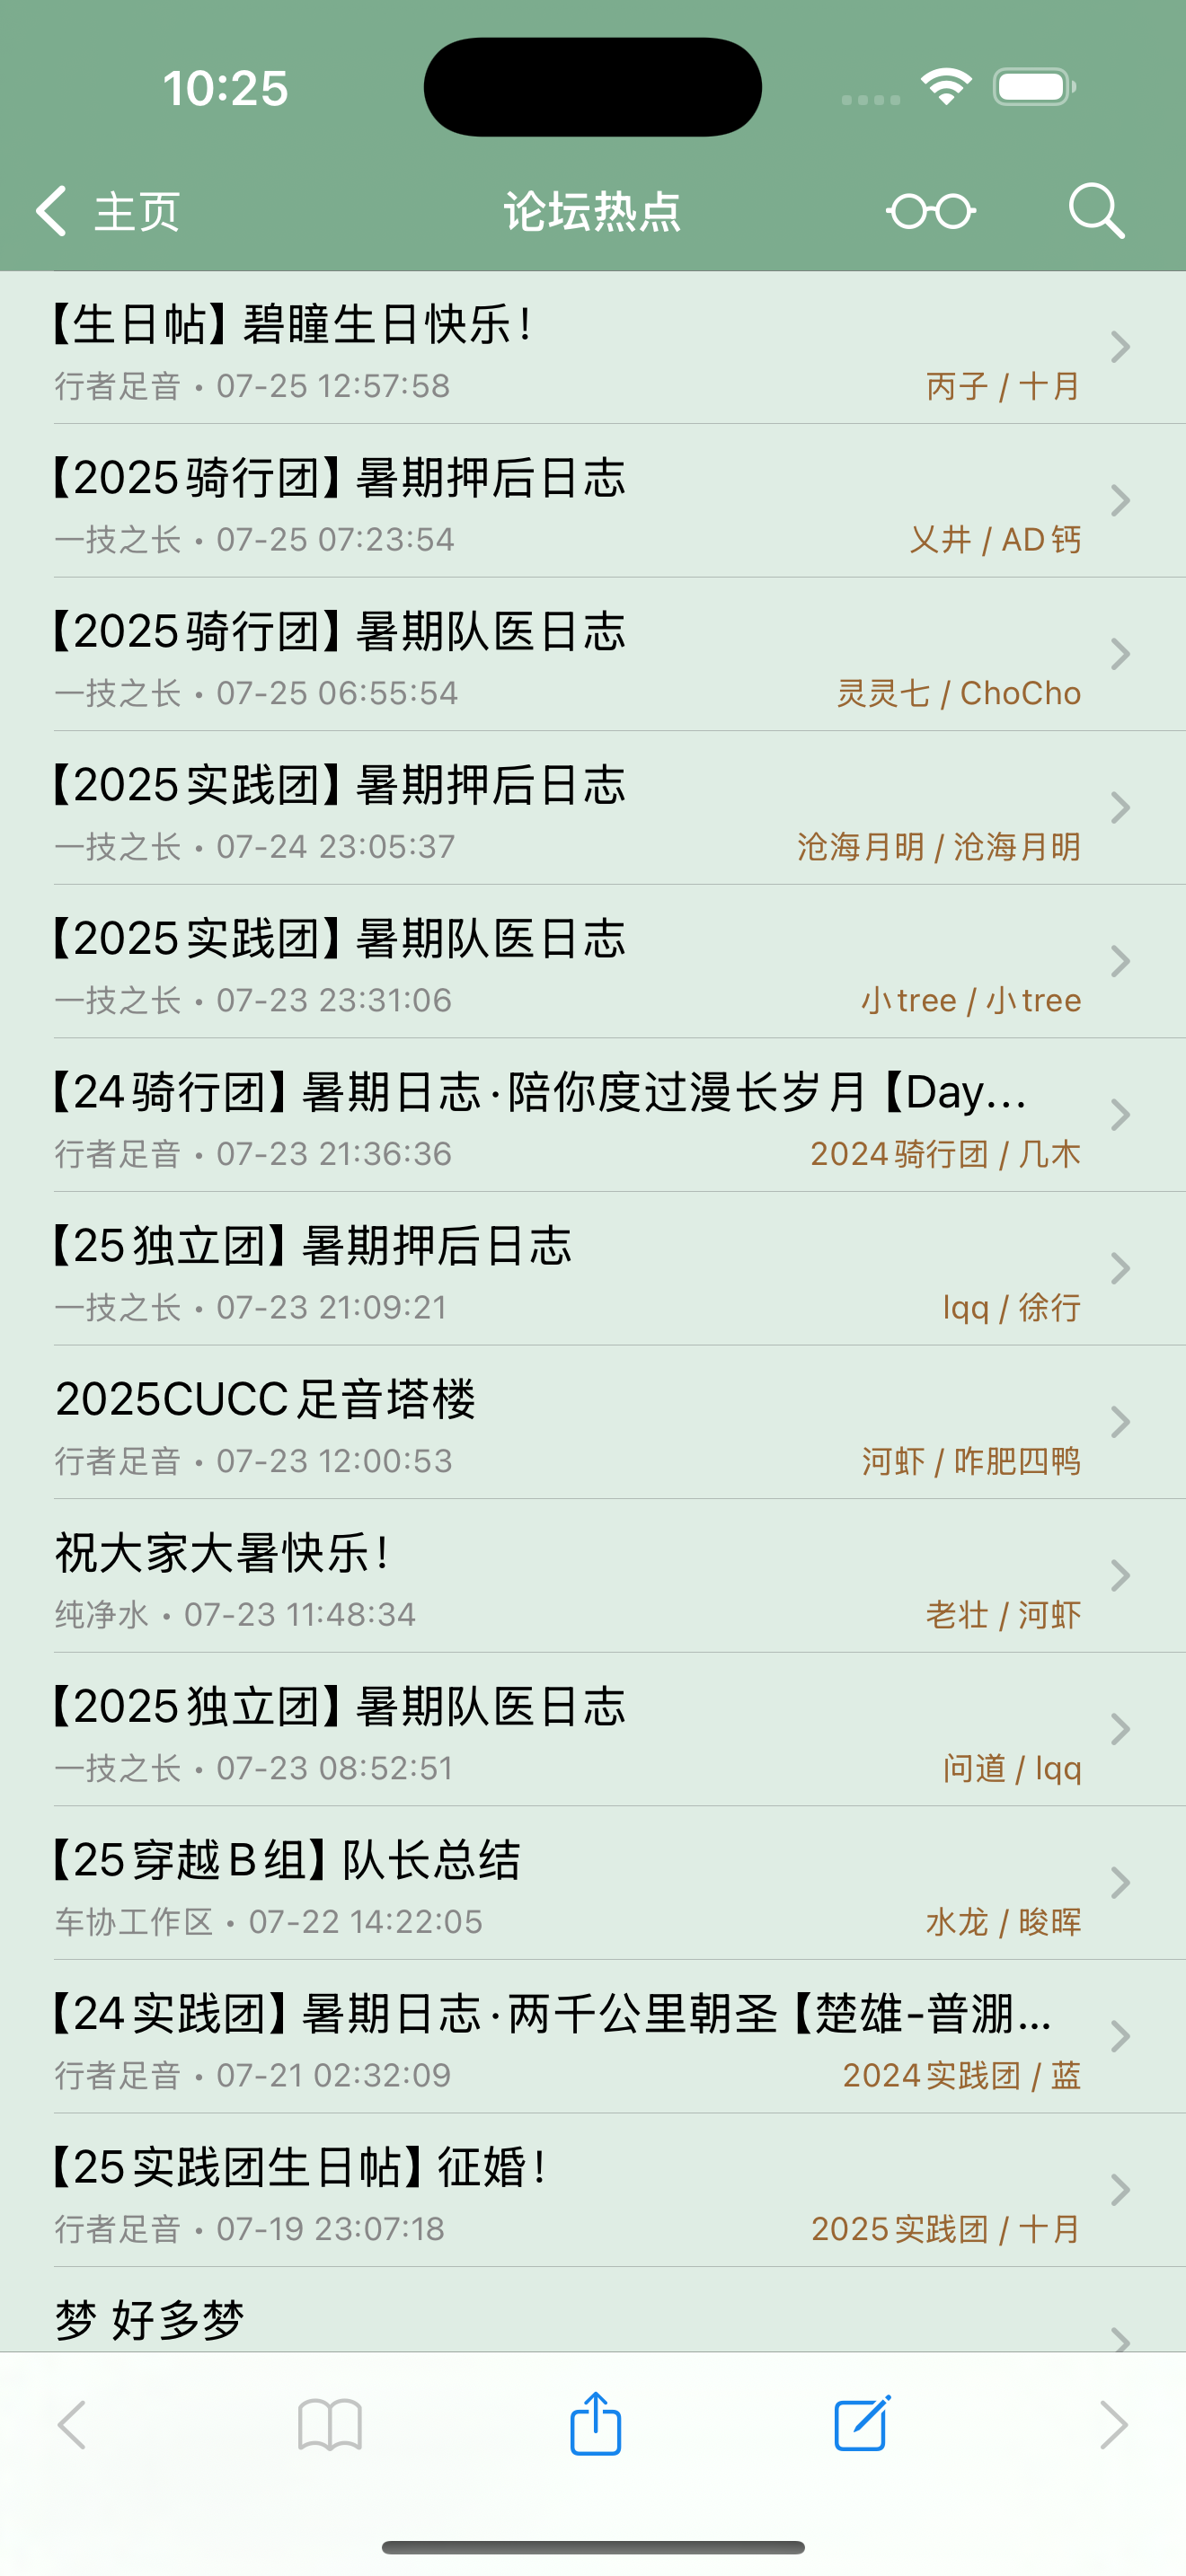 10:25
主页 论坛热点
【生日帖】碧瞳生日快乐！
行者足音 • 07-25 12:57:58 丙子 / 十月
【2025骑行团】暑期押后日志
一技之长 • 07-25 07:23:54 乂井 / AD钙
【2025骑行团】暑期队医日志
一技之长 • 07-25 06:55:54 灵灵七 / ChoCho
【2025实践团】暑期押后日志
一技之长 • 07-24 23:05:37 沧海月明 / 沧海月明
【2025实践团】暑期队医日志
一技之长 • 07-23 23:31:06 小tree / 小tree
【24骑行团】暑期日志·陪你度过漫长岁月【Day...
行者足音 • 07-23 21:36:36 2024骑行团 / 几木
【25独立团】暑期押后日志
一技之长 • 07-23 21:09:21 lqq / 徐行
2025CUCC足音塔楼
行者足音 • 07-23 12:00:53 河虾 / 咋肥四鸭
祝大家大暑快乐！
纯净水 • 07-23 11:48:34 老壮 / 河虾
【2025独立团】暑期队医日志
一技之长 • 07-23 08:52:51 问道 / lqq
【25穿越B组】队长总结
车协工作区 • 07-22 14:22:05 水龙 / 晙晖
【24实践团】暑期日志·两千公里朝圣【楚雄-普淜...
行者足音 • 07-21 02:32:09 2024实践团 / 蓝
【25实践团生日帖】征婚！
行者足音 • 07-19 23:07:18 2025实践团 / 十月
梦 好多梦